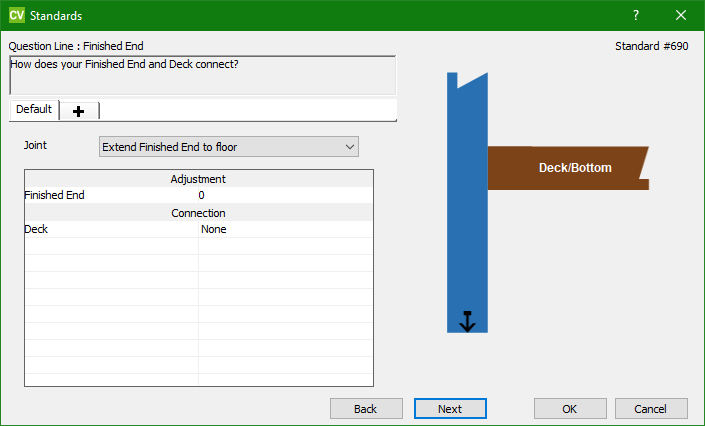 CV Standards ?
Question Line : Finished End
Standard #690
How does your Finished End and Deck connect?
Default
Joint
Extend Finished End to floor
Adjustment
Finished End 0
Connection
Deck None
Deck/Bottom
Back Next OK Cancel